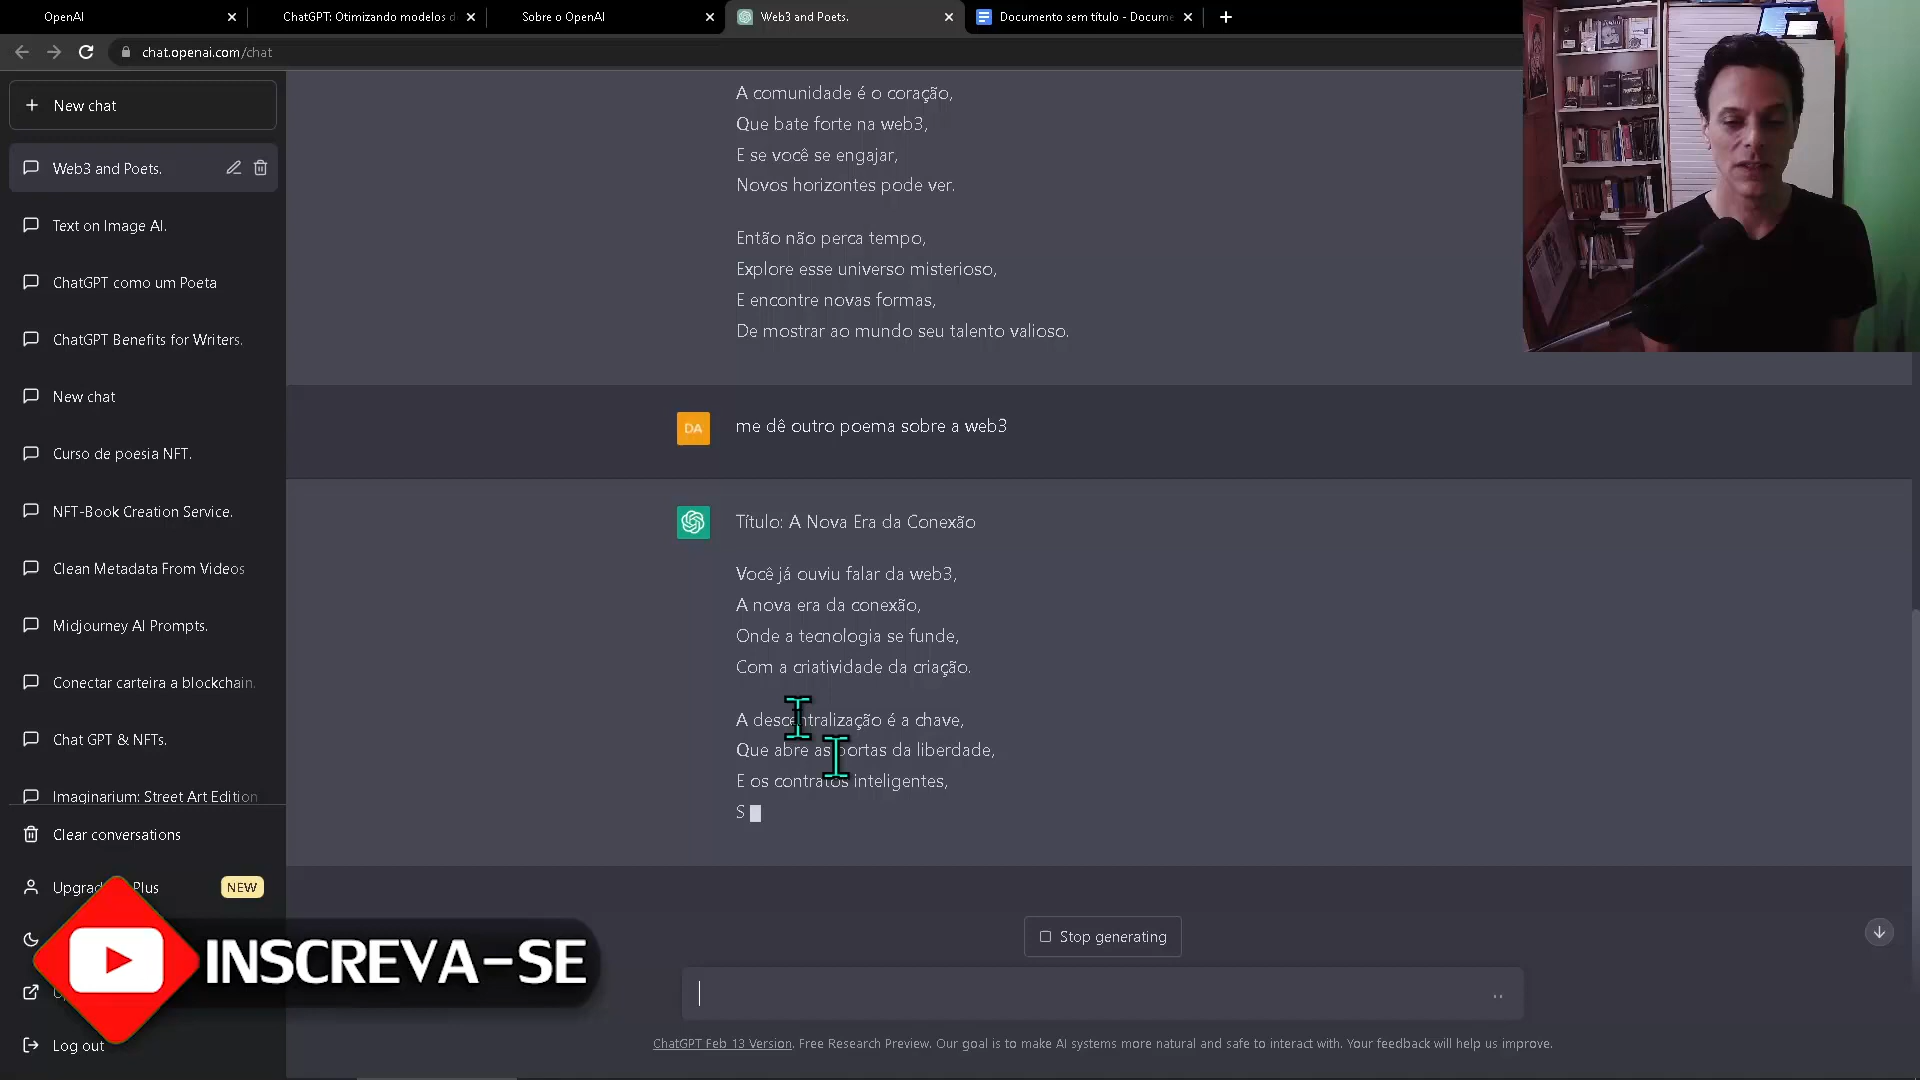 OpenAI
ChatGPT: Otimizando modelos d
Sobre o OpenAI
Web3 and Poets.
Documento sem título - Docume
chat.openai.com/chat
New chat
Web3 and Poets.
Text on Image AI.
ChatGPT como um Poeta
ChatGPT Benefits for Writers.
New chat
Curso de poesia NFT.
NFT-Book Creation Service.
Clean Metadata From Videos
Midjourney AI Prompts.
Conectar carteira a blockchain.
Chat GPT & NFTs.
Imaginarium: Street Art Edition
Clear conversations
Plus
NEW
Log out
INSCREVA-SE
A comunidade é o coração,
Que bate forte na web3,
E se você se engajar,
Novos horizontes pode ver.
Então não perca tempo,
Explore esse universo misterioso,
E encontre novas formas,
De mostrar ao mundo seu talento valioso.
DA
me dê outro poema sobre a web3
Título: A Nova Era da Conexão
Você já ouviu falar da web3,
A nova era da conexão,
Onde a tecnologia se funde,
Com a criatividade da criação.
A descentralização é a chave,
Que abre as portas da liberdade,
E os contratos inteligentes,
S
Stop generating
ChatGPT Feb 13 Version. Free Research Preview. Our goal is to make AI systems more natural and safe to interact with. Your feedback will help us improve.